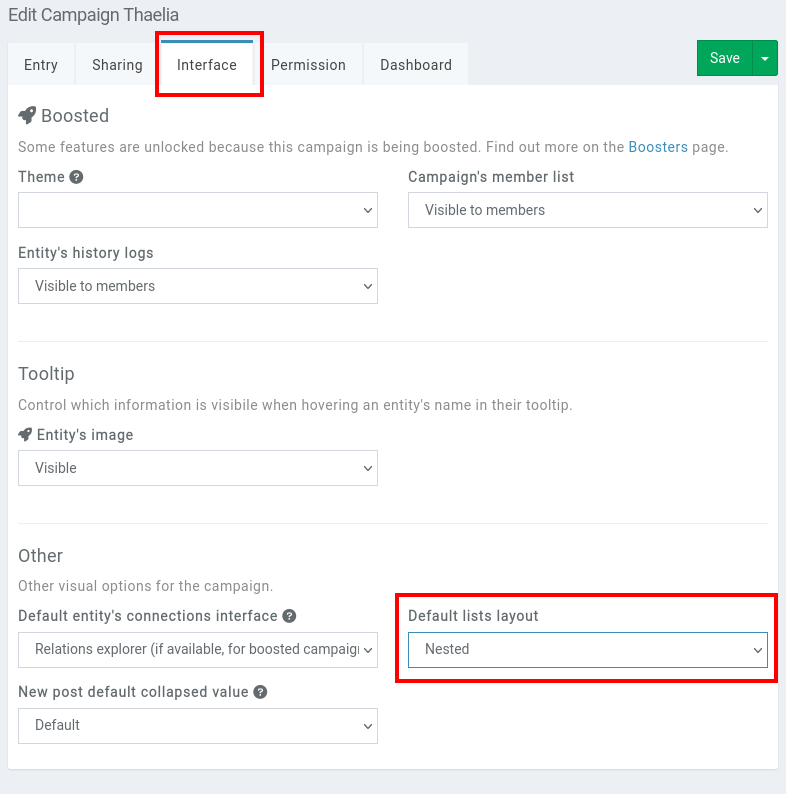 Edit Campaign Thaelia
Entry Sharing Interface Permission Dashboard Save
Boosted
Some features are unlocked because this campaign is being boosted. Find out more on the Boosters page.
Theme ? Campaign's member list
Visible to members
Entity's history logs
Visible to members
Tooltip
Control which information is visibile when hovering an entity's name in their tooltip.
Entity's image
Visible
Other
Other visual options for the campaign.
Default entity's connections interface ? Default lists layout
Relations explorer (if available, for boosted campaig Nested
New post default collapsed value ?
Default